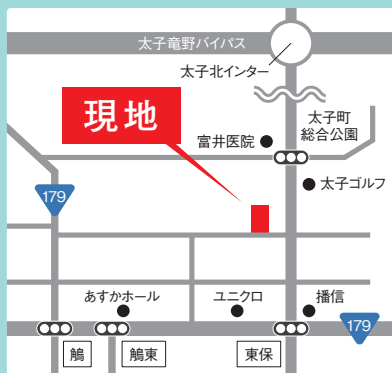 太子竜野バイパス
太子北インター
太子町
総合公園
現地
富井医院
太子ゴルフ
179
あすかホール
ユニクロ
播信
179
鵤
鵤東
東保